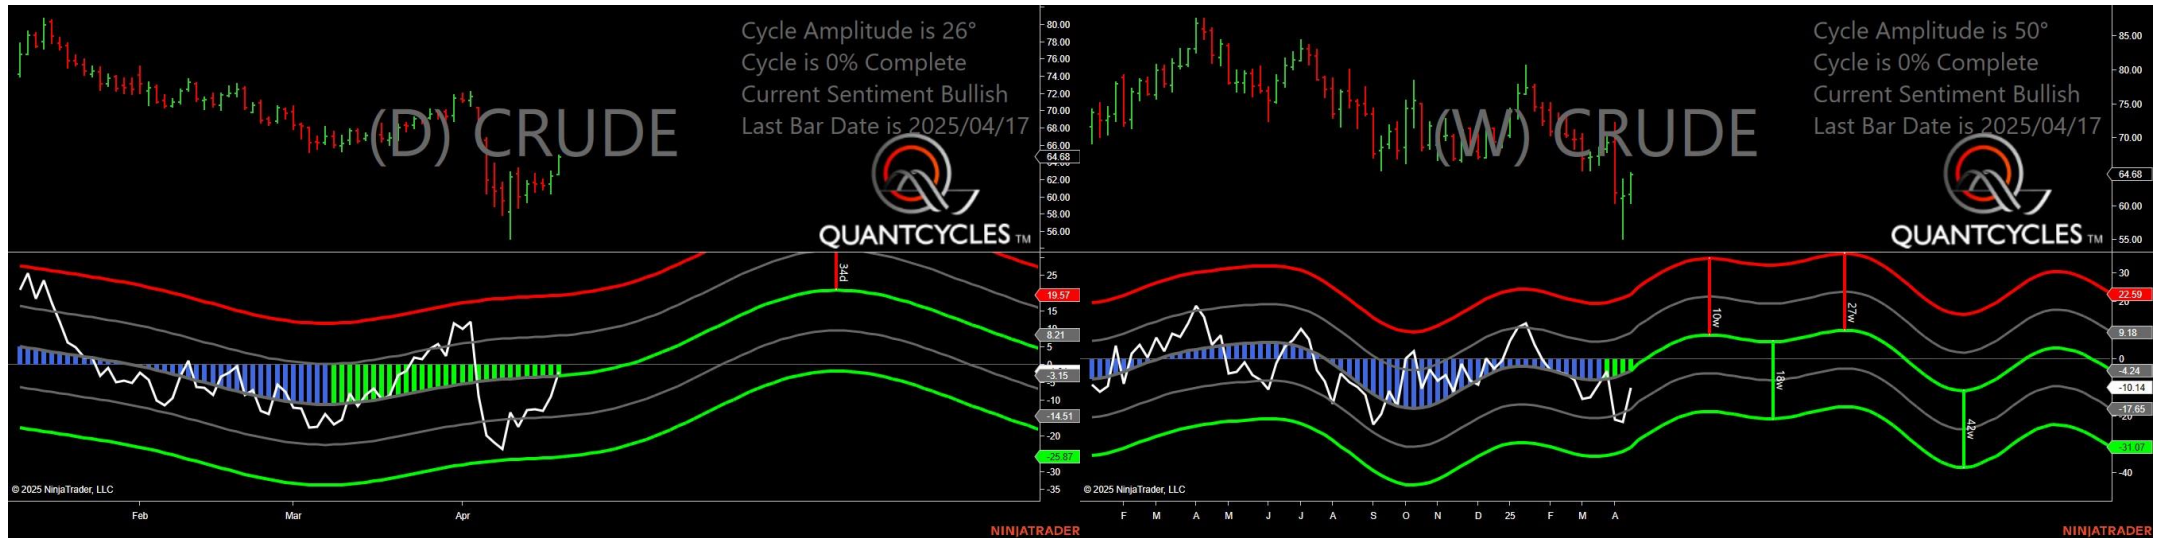 Cycle Amplitude is 26°
Cycle is 0% Complete
Current Sentiment Bullish
Last Bar Date is 2025/04/17
(D) CRUDE
QUANTCYCLES TM
80.00
78.00
76.00
74.00
72.00
70.00
68.00
66.00
64.68
62.00
60.00
58.00
56.00
34d
25
19.57
15
8.21
5
0
-3.15
-5
-10
-14.51
-20
-25.87
-30
-35
© 2025 NinjaTrader, LLC
Feb
Mar
Apr
NINJATRADER
Cycle Amplitude is 50°
Cycle is 0% Complete
Current Sentiment Bullish
Last Bar Date is 2025/04/17
(W) CRUDE
QUANTCYCLES TM
85.00
80.00
75.00
70.00
64.68
60.00
55.00
10w
18w
27w
42w
30
22.59
20
9.18
0
-4.24
-10.14
-17.65
-20
-31.07
-40
© 2025 NinjaTrader, LLC
F M A M J J A S O N D 25 F M A
NINJATRADER